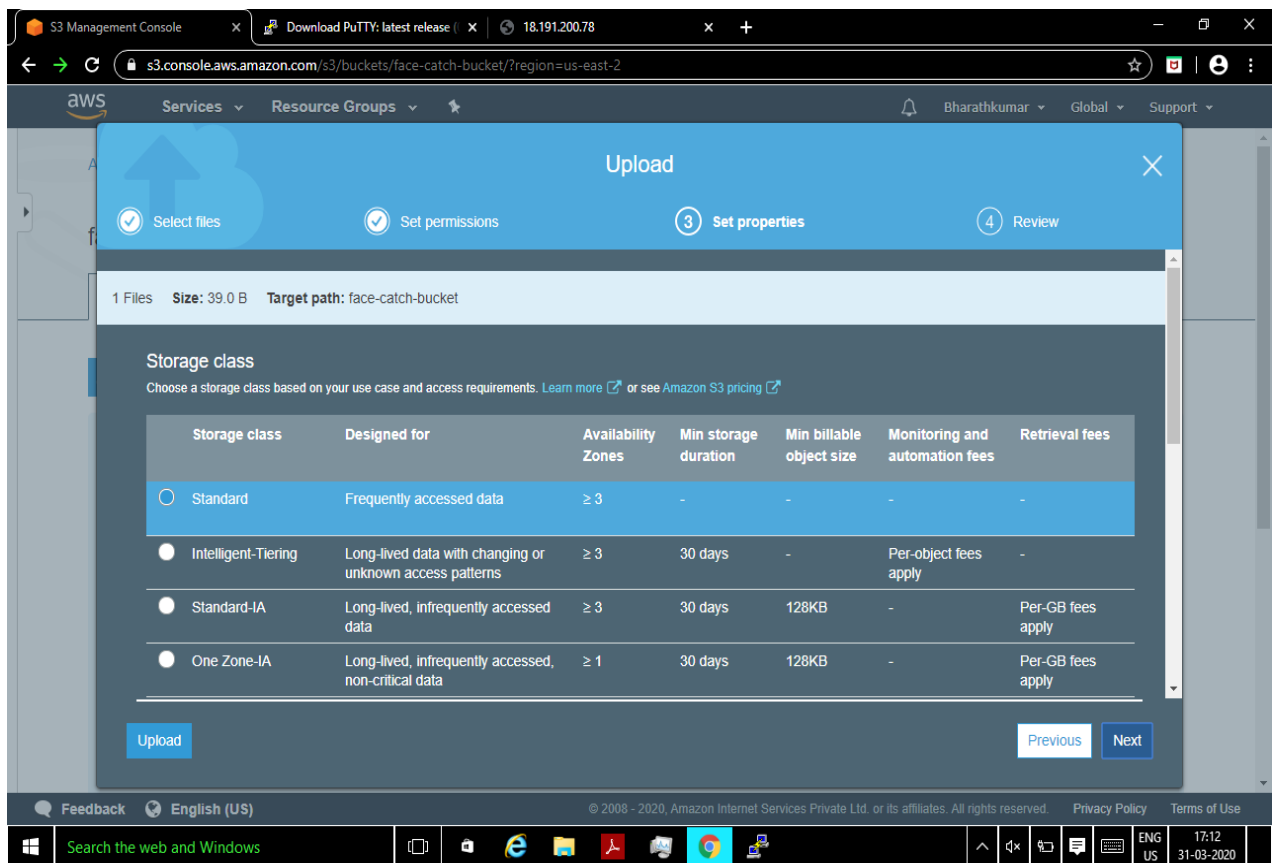 S3 Management Console
Download PuTTY: latest release (
18.191.200.78
s3.console.aws.amazon.com/s3/buckets/face-catch-bucket/?region=us-east-2
aws Services Resource Groups Bharathkumar Global Support
Upload
Select files Set permissions 3 Set properties 4 Review
1 Files Size: 39.0 B Target path: face-catch-bucket
Storage class
Choose a storage class based on your use case and access requirements. Learn more or see Amazon S3 pricing
Storage class Designed for Availability Zones Min storage duration Min billable object size Monitoring and automation fees Retrieval fees
Standard Frequently accessed data ≥ 3 - - - -
Intelligent-Tiering Long-lived data with changing or unknown access patterns ≥ 3 30 days - Per-object fees apply -
Standard-IA Long-lived, infrequently accessed data ≥ 3 30 days 128KB - Per-GB fees apply
One Zone-IA Long-lived, infrequently accessed, non-critical data ≥ 1 30 days 128KB - Per-GB fees apply
Upload Previous Next
Feedback English (US) © 2008 - 2020, Amazon Internet Services Private Ltd. or its affiliates. All rights reserved. Privacy Policy Terms of Use
Search the web and Windows
ENG
US
17:12
31-03-2020